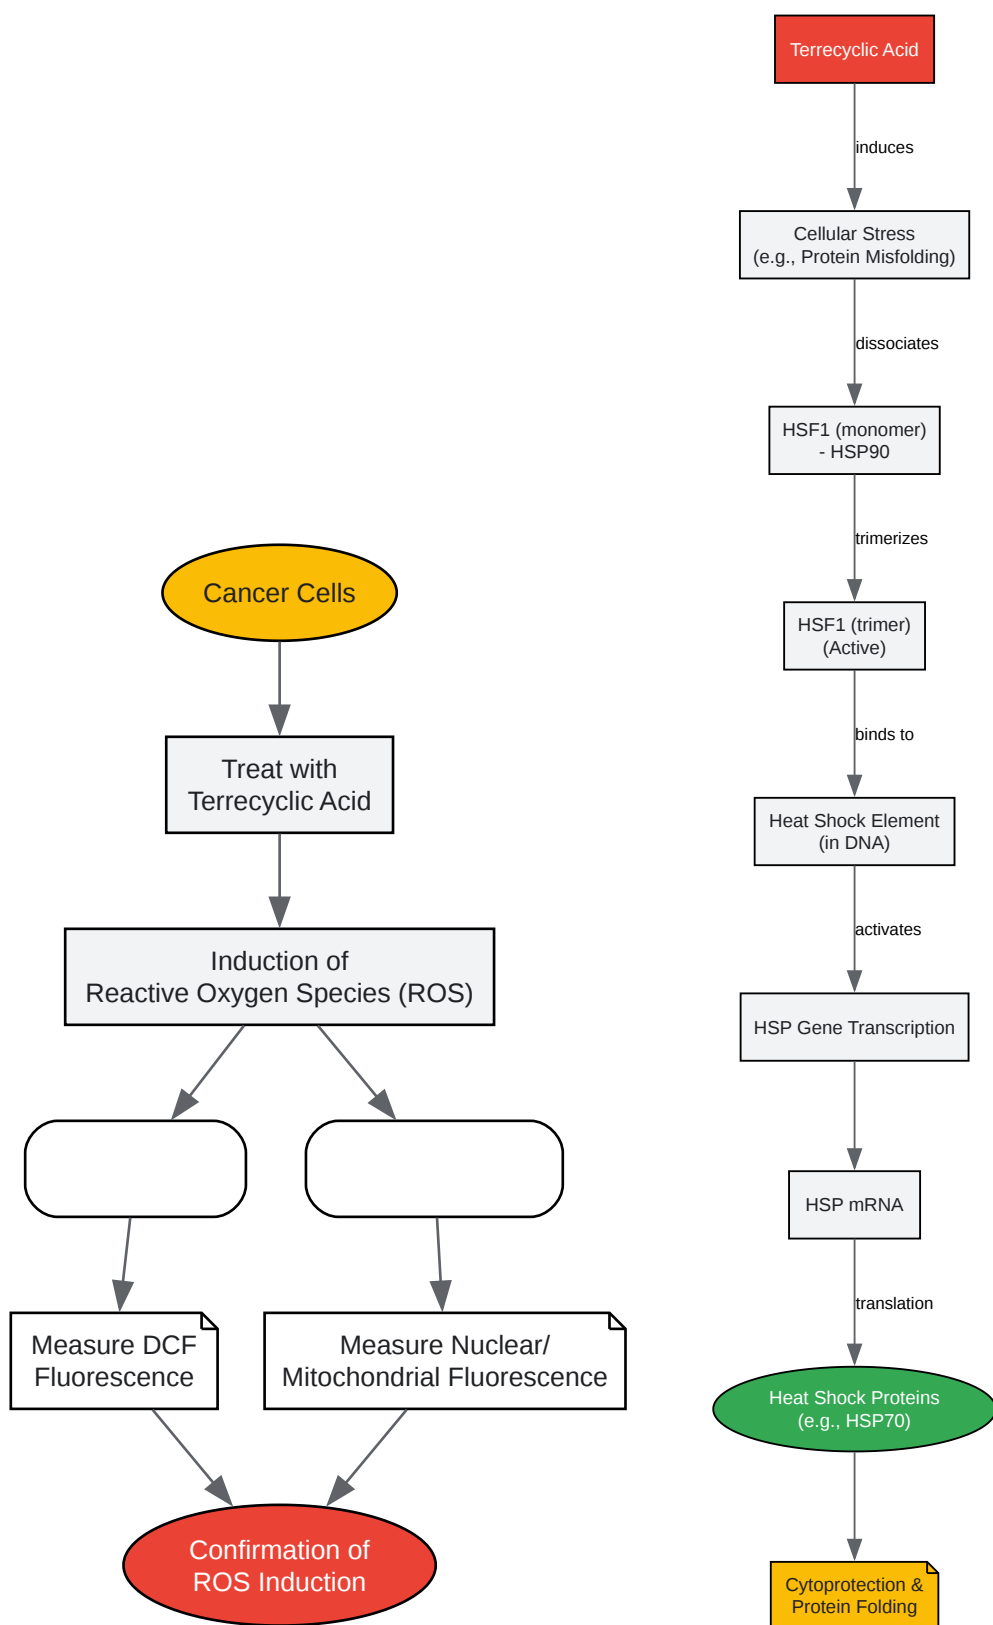 Cancer Cells
Treat with
Terrecyclic Acid
Induction of
Reactive Oxygen Species (ROS)
Measure DCF
Fluorescence
Measure Nuclear/
Mitochondrial Fluorescence
Confirmation of
ROS Induction
Terrecyclic Acid
induces
Cellular Stress
(e.g., Protein Misfolding)
dissociates
HSF1 (monomer)
- HSP90
trimerizes
HSF1 (trimer)
(Active)
binds to
Heat Shock Element
(in DNA)
activates
HSP Gene Transcription
HSP mRNA
translation
Heat Shock Proteins
(e.g., HSP70)
Cytoprotection &
Protein Folding